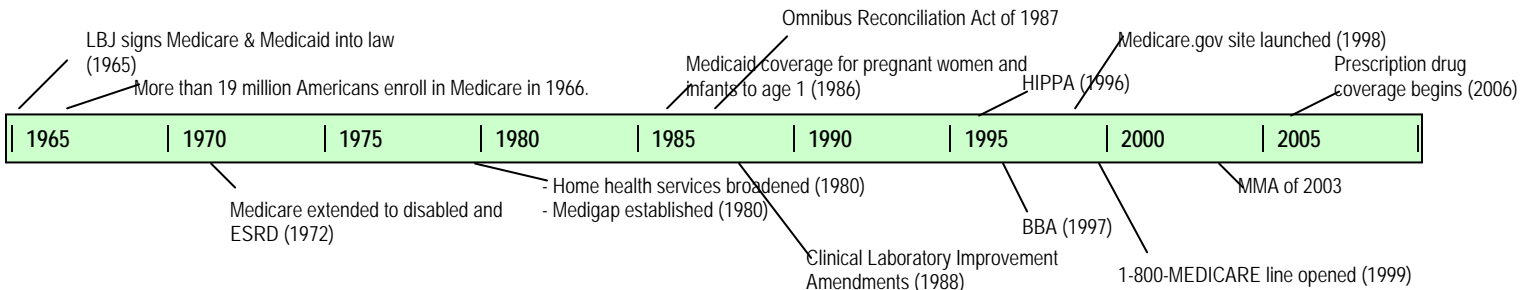 Omnibus Reconciliation Act of 1987
LBJ signs Medicare & Medicaid into law
(1965)
Medicare.gov site launched (1998)
More than 19 million Americans enroll in Medicare in 1966.
Medicaid coverage for pregnant women and
infants to age 1 (1986)
HIPPA (1996)
Prescription drug
coverage begins (2006)
1965 1970 1975 1980 1985 1990 1995 2000 2005
Medicare extended to disabled and
ESRD (1972)
- Home health services broadened (1980)
- Medigap established (1980)
Clinical Laboratory Improvement
Amendments (1988)
BBA (1997)
1-800-MEDICARE line opened (1999)
MMA of 2003